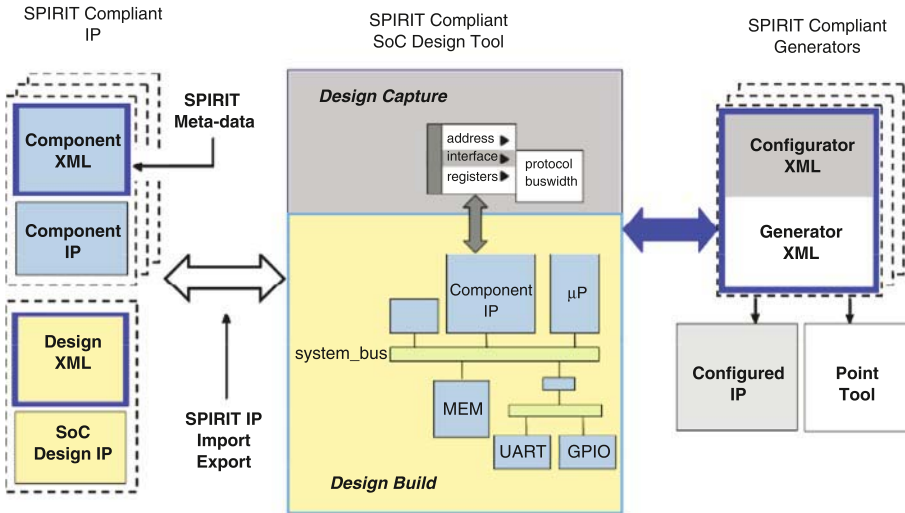 SPIRIT Compliant
IP
SPIRIT Compliant
SoC Design Tool
SPIRIT Compliant
Generators
Component
XML
Component
IP
SPIRIT
Meta-data
Design
XML
SoC
Design IP
SPIRIT IP
Import
Export
Design Capture
address
interface
registers
protocol
buswidth
Component
IP
µP
system_bus
MEM
UART
GPIO
Design Build
Configurator
XML
Generator
XML
Configured
IP
Point
Tool